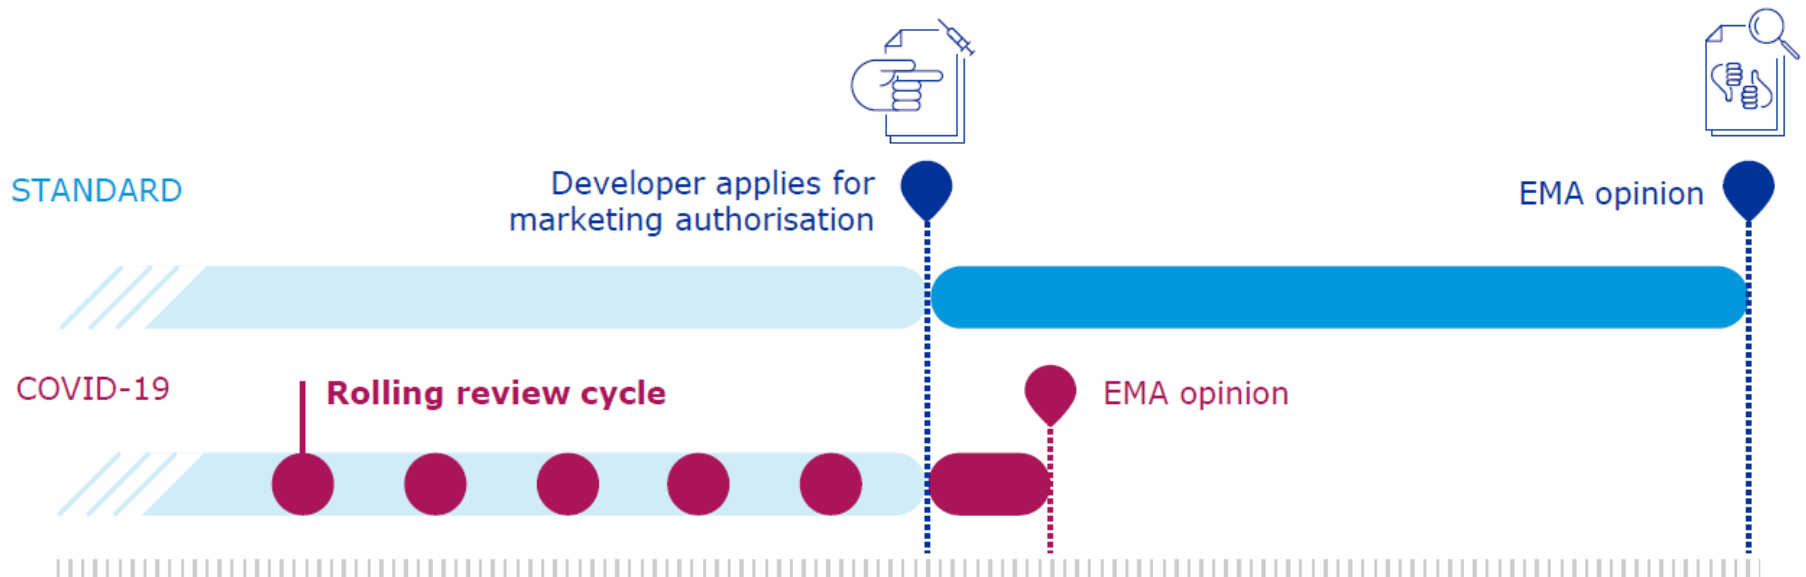 STANDARD
Developer applies for
marketing authorisation
EMA opinion
COVID-19
Rolling review cycle
EMA opinion